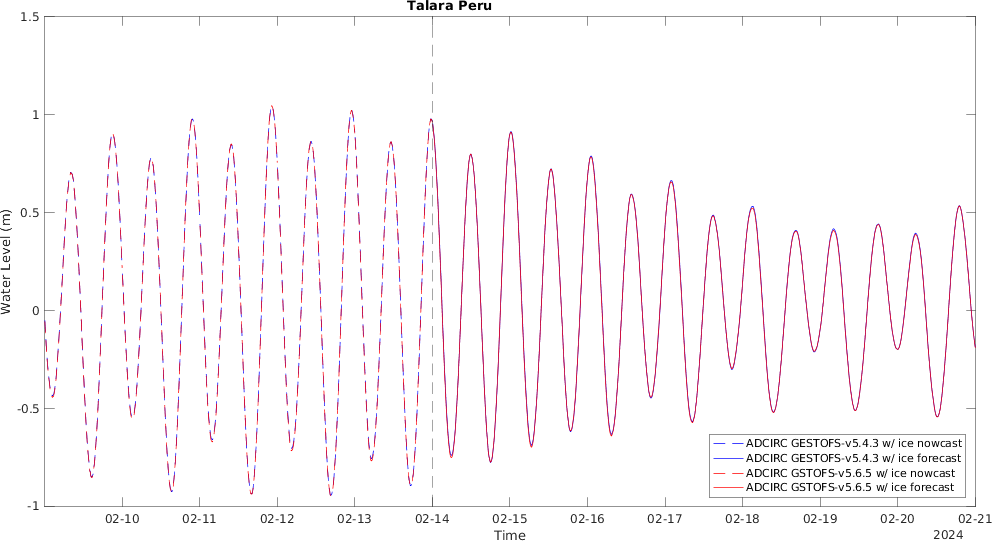 Talara Peru
1.5
1
0.5
0
-0.5
-1
Water Level (m)
ADCIRC GESTOFS-v5.4.3 w/ ice nowcast
ADCIRC GESTOFS-v5.4.3 w/ ice forecast
ADCIRC GSTOFS-v5.6.5 w/ ice nowcast
ADCIRC GSTOFS-v5.6.5 w/ ice forecast
02-10 02-11 02-12 02-13 02-14 02-15 02-16 02-17 02-18 02-19 02-20 02-21
Time
2024